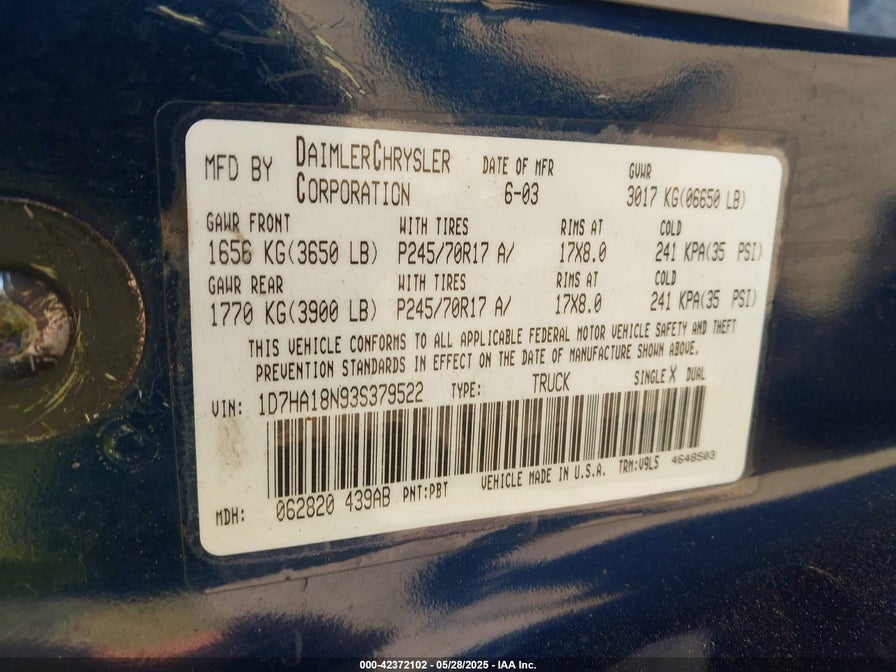 MFD BY DAIMLERCHRYSLER CORPORATION DATE OF MFR 6-03 GVWR 3017 KG(06650 LB)
GAWR FRONT WITH TIRES RIMS AT COLD
1656 KG(3650 LB) P245/70R17 A/ 17X8.0 241 KPA(35 PSI)
GAWR REAR WITH TIRES RIMS AT COLD
1770 KG(3900 LB) P245/70R17 A/ 17X8.0 241 KPA(35 PSI)
THIS VEHICLE CONFORMS TO ALL APPLICABLE FEDERAL MOTOR VEHICLE SAFETY AND THEFT
PREVENTION STANDARDS IN EFFECT ON THE DATE OF MANUFACTURE SHOWN ABOVE.
VIN: 1D7HA18N93S379522 TYPE: TRUCK SINGLE X DUAL
MDH: 062820 439AB PNT:PBT VEHICLE MADE IN U.S.A. TRM:V9L5 4648503
000-42372102 - 05/28/2025 - IAA Inc.